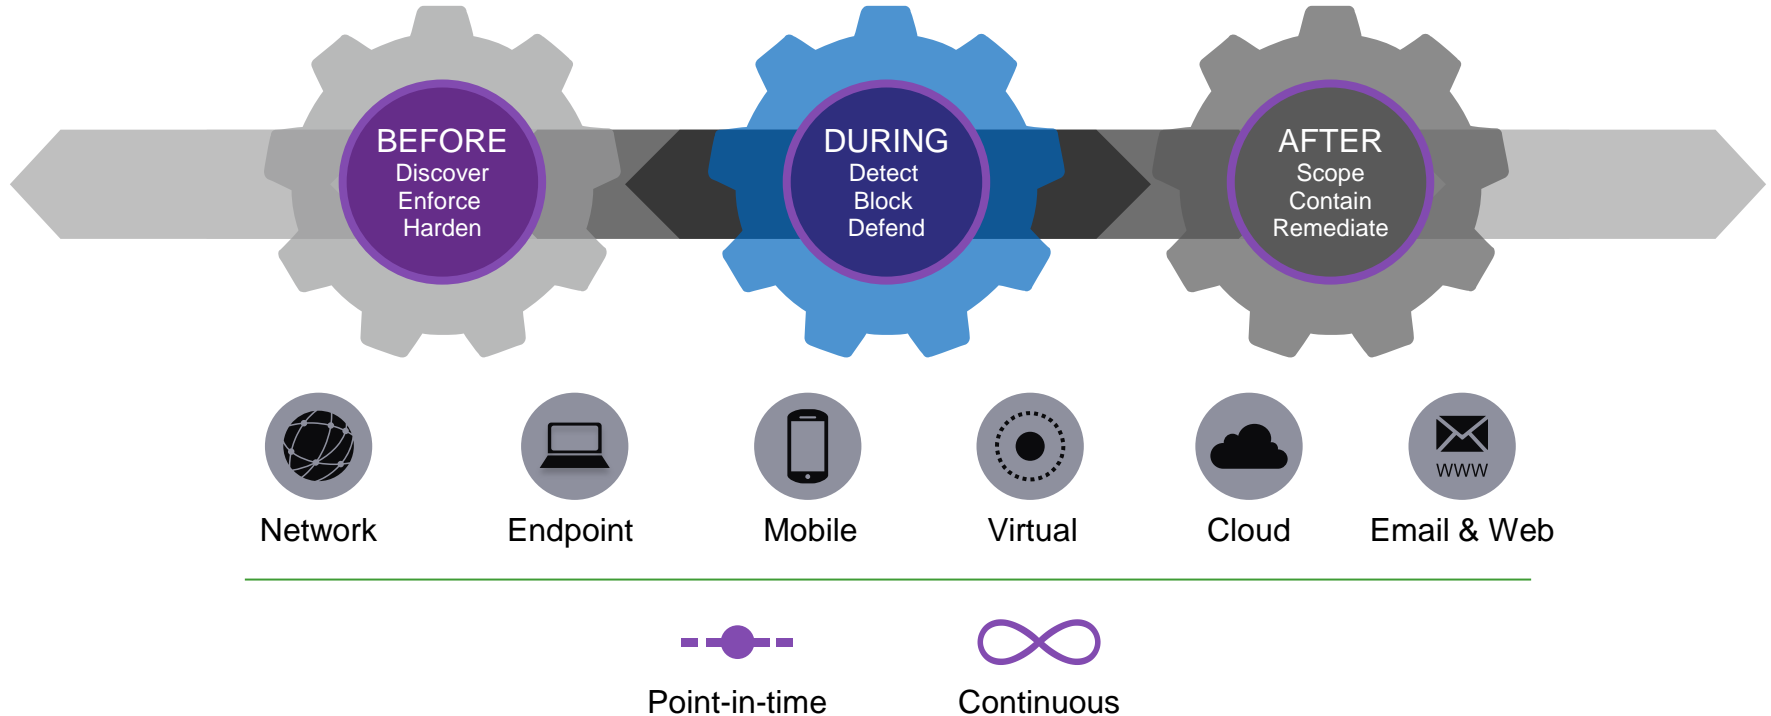 BEFORE
Discover
Enforce
Harden
DURING
Detect
Block
Defend
AFTER
Scope
Contain
Remediate
WWW
Network
Endpoint
Mobile
Virtual
Cloud
Email & Web
Point-in-time
Continuous